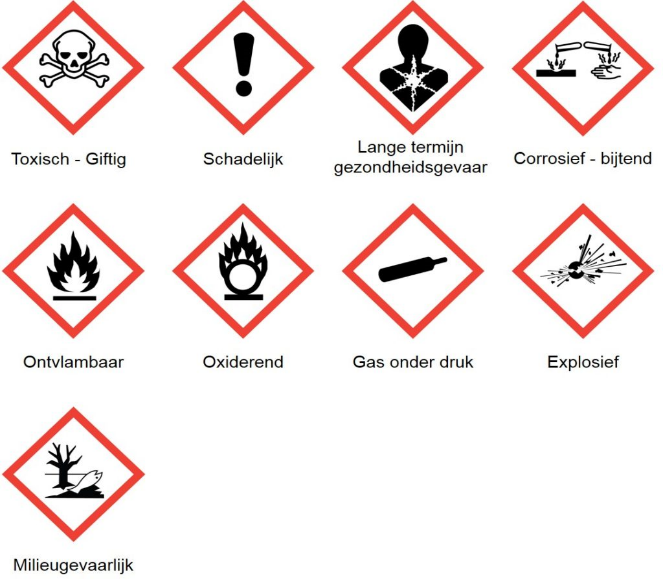 Toxisch - Giftig
Schadelijk
Lange termijn
gezondheidsgevaar
Corrosief - bijtend
Ontvlambaar
Oxiderend
Gas onder druk
Explosief
Milieugevaarlijk